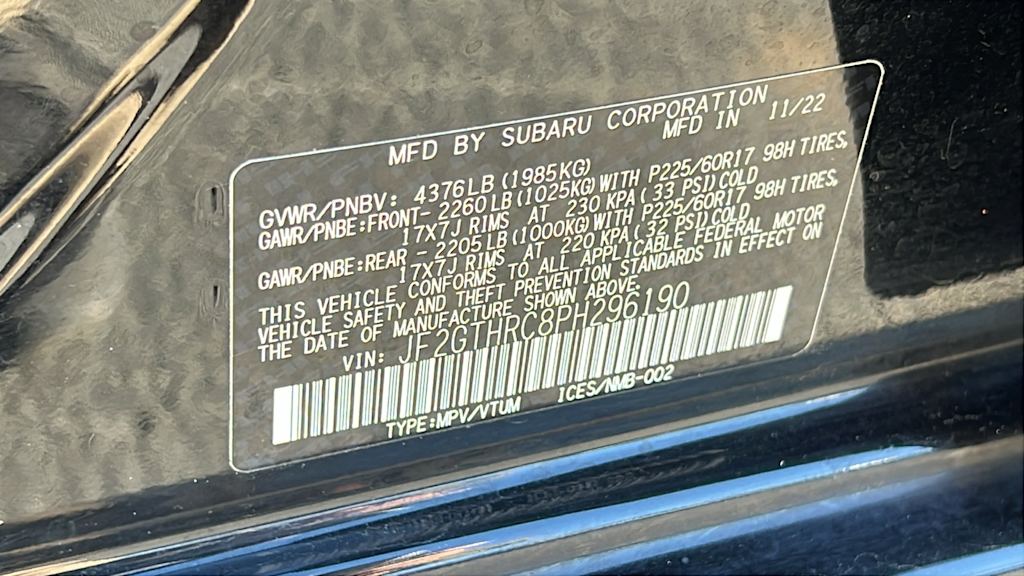 MFD BY SUBARU CORPORATION
MFD IN 11/22
GVWR/PNBV: 4376LB (1985KG)
GAWR/PNBE:FRONT- 2260LB (1025KG) WITH P225/60R17 98H TIRES,
17X7J RIMS AT 230 KPA (33 PSI) COLD
GAWR/PNBE:REAR - 2205LB (1000KG) WITH P225/60R17 98H TIRES,
17X7J RIMS AT 220 KPA (32 PSI) COLD
THIS VEHICLE CONFORMS TO ALL APPLICABLE FEDERAL MOTOR
VEHICLE SAFETY AND THEFT PREVENTION STANDARDS IN EFFECT ON
THE DATE OF MANUFACTURE SHOWN ABOVE.
VIN: JF2GTHRC8PH296190
TYPE:MPV/VTUM ICES/NMB-002